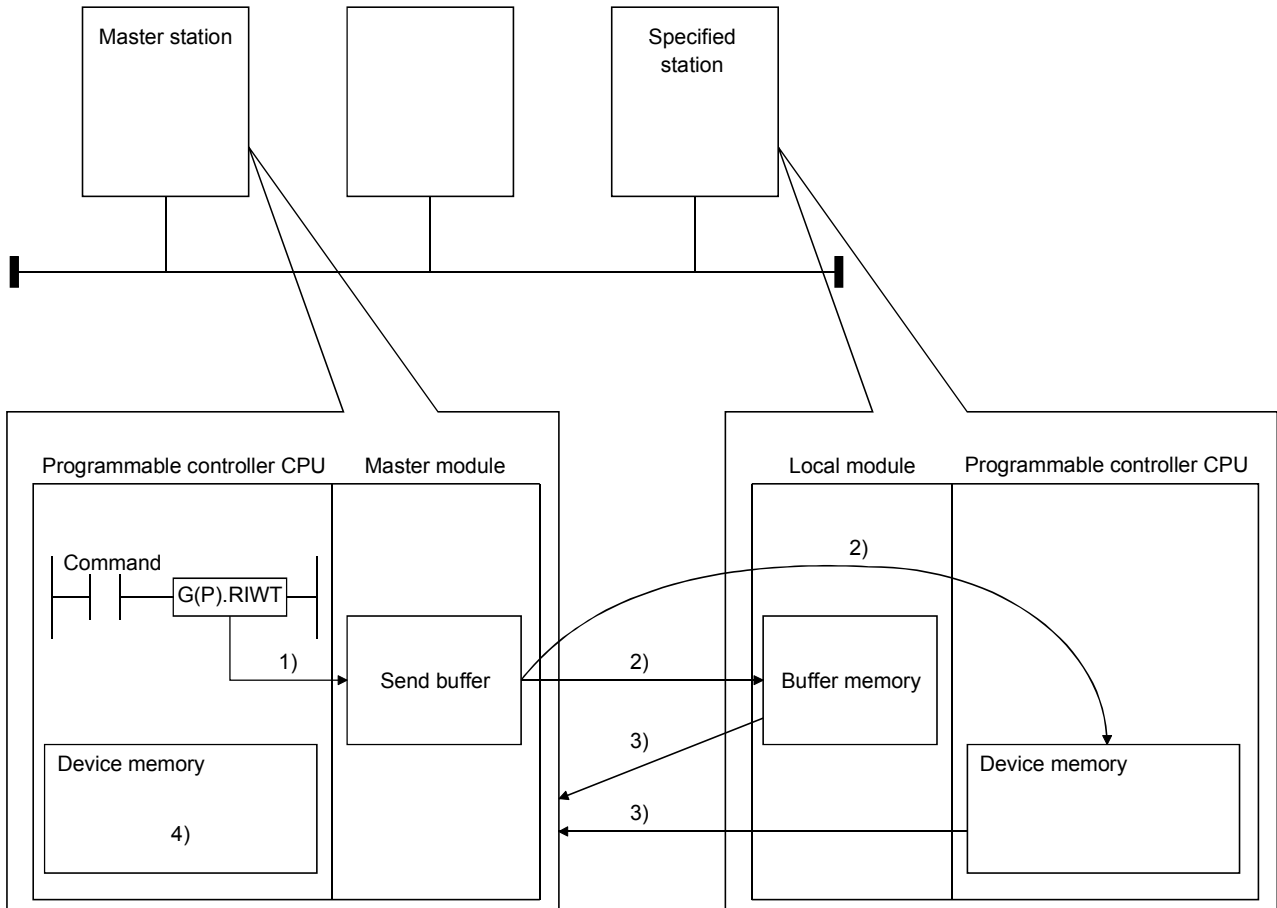 Master station
Specified
station
Programmable controller CPU
Master module
Local module
Programmable controller CPU
Command
2)
G(P).RIWT
1)
2)
Send buffer
Buffer memory
3)
Device memory
3)
Device memory
4)